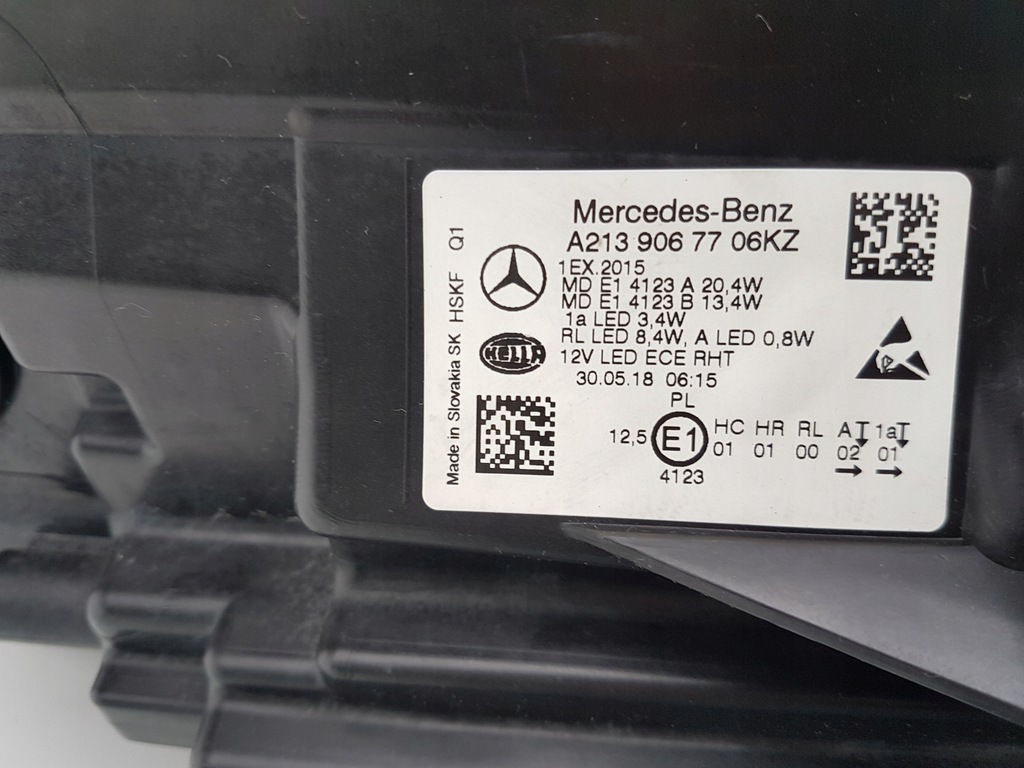 Mercedes-Benz
A213 906 77 06KZ
1EX.2015
MD E1 4123 A 20,4W
MD E1 4123 B 13,4W
1a LED 3,4W
RL LED 8,4W, A LED 0,8W
12V LED ECE RHT
30.05.18 06:15
PL
12,5 E1 HC HR RL A 1a
01 01 00 02 01
4123
HELLA
Made in Slovakia SK HSKF Q1